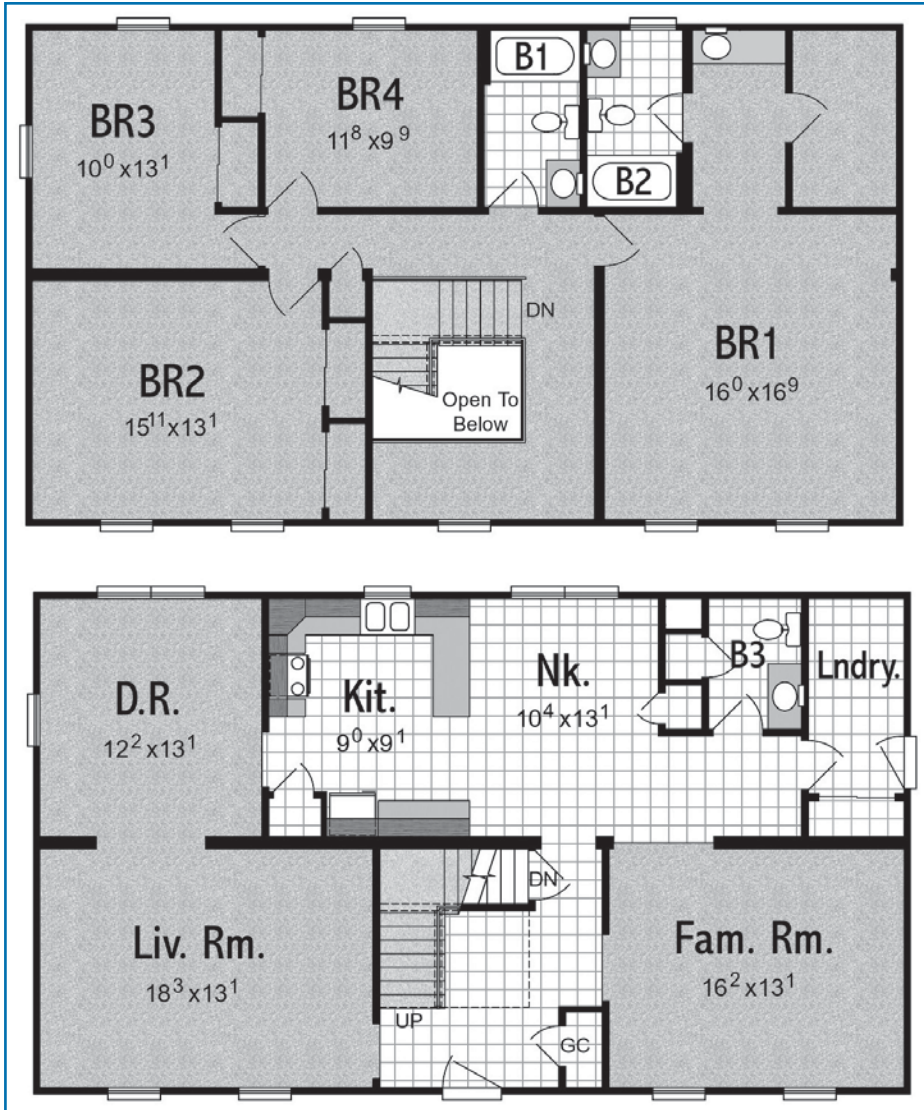 BR3
10⁰ x13¹
BR4
11⁸ x9⁹
B1
B2
BR2
15¹¹x13¹
DN
Open To
Below
BR1
16⁰ x16⁹
D.R.
12² x13¹
Kit.
9⁰ x9¹
Nk.
10⁴ x13¹
B3
Lndry.
Liv. Rm.
18³ x13¹
DN
UP
GC
Fam. Rm.
16² x13¹